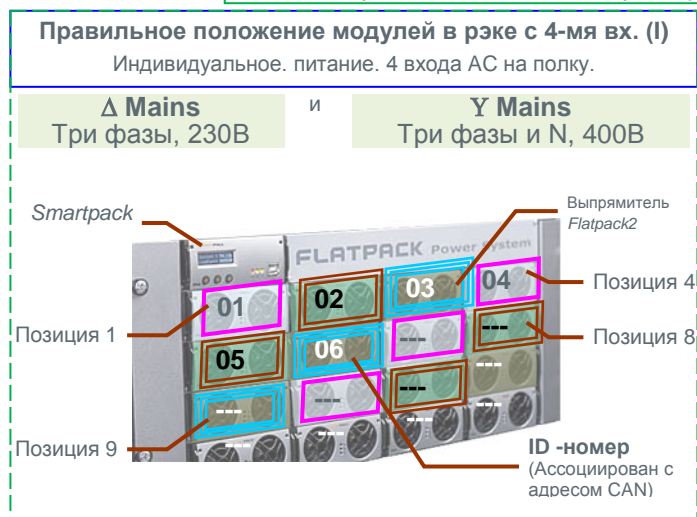 Правильное положение модулей в рэке с 4-мя вх. (I)
Индивидуальное. питание. 4 входа AC на полку.
Δ Mains
Три фазы, 230В
и
Y Mains
Три фазы и N, 400В
Smartpack
Выпрямитель
Flatpack2
FLATPACK Power System
01
02
03
04
Позиция 4
Позиция 1
05
06
---
---
Позиция 8
---
---
---
---
Позиция 9
---
---
---
---
ID -номер
(Ассоциирован с
адресом CAN)